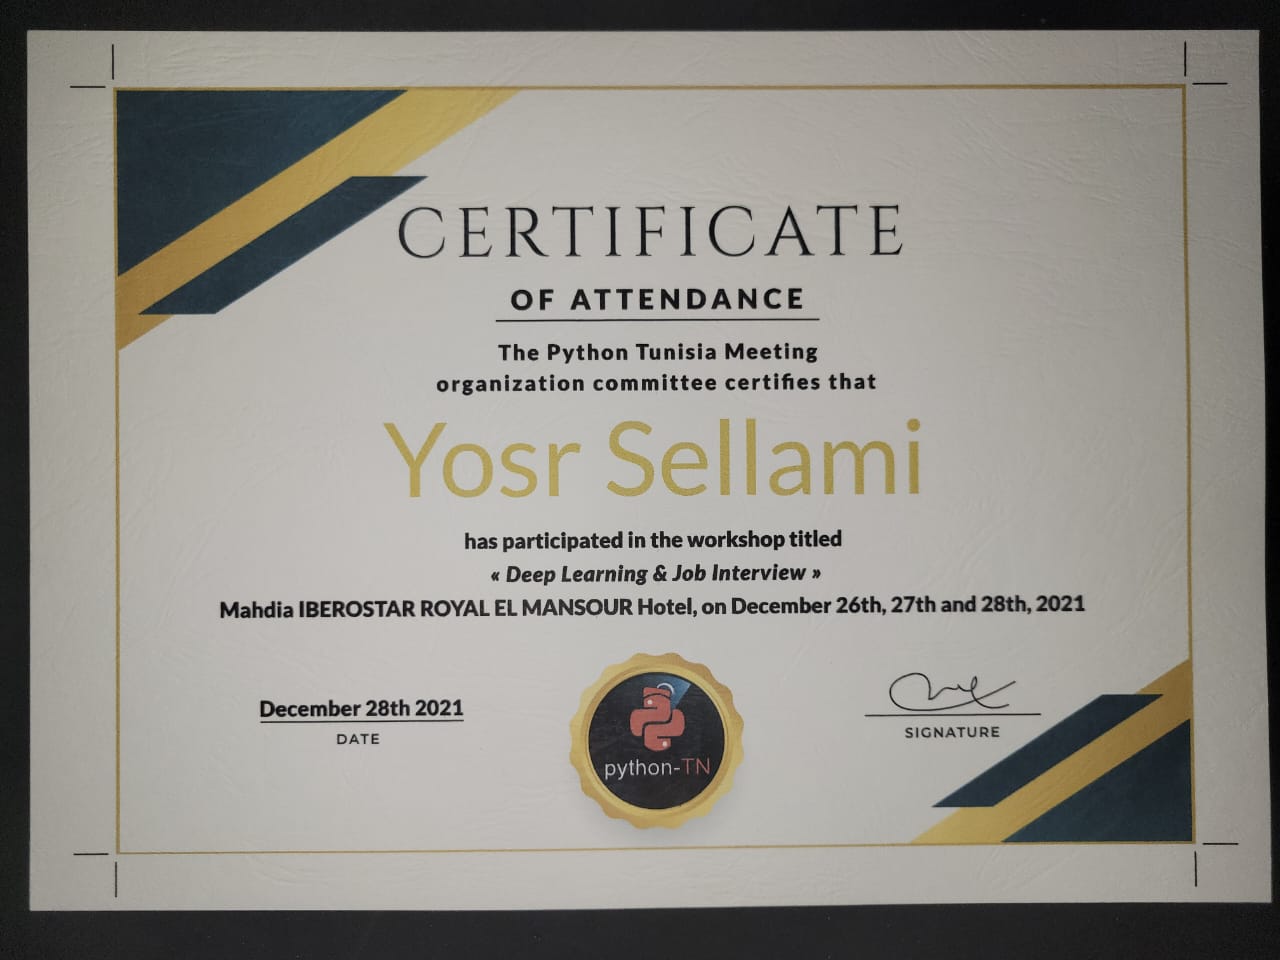 CERTIFICATE
OF ATTENDANCE
The Python Tunisia Meeting
organization committee certifies that
Yosr Sellami
has participated in the workshop titled
« Deep Learning & Job Interview »
Mahdia IBEROSTAR ROYAL EL MANSOUR Hotel, on December 26th, 27th and 28th, 2021
December 28th 2021
DATE
python-TN
SIGNATURE